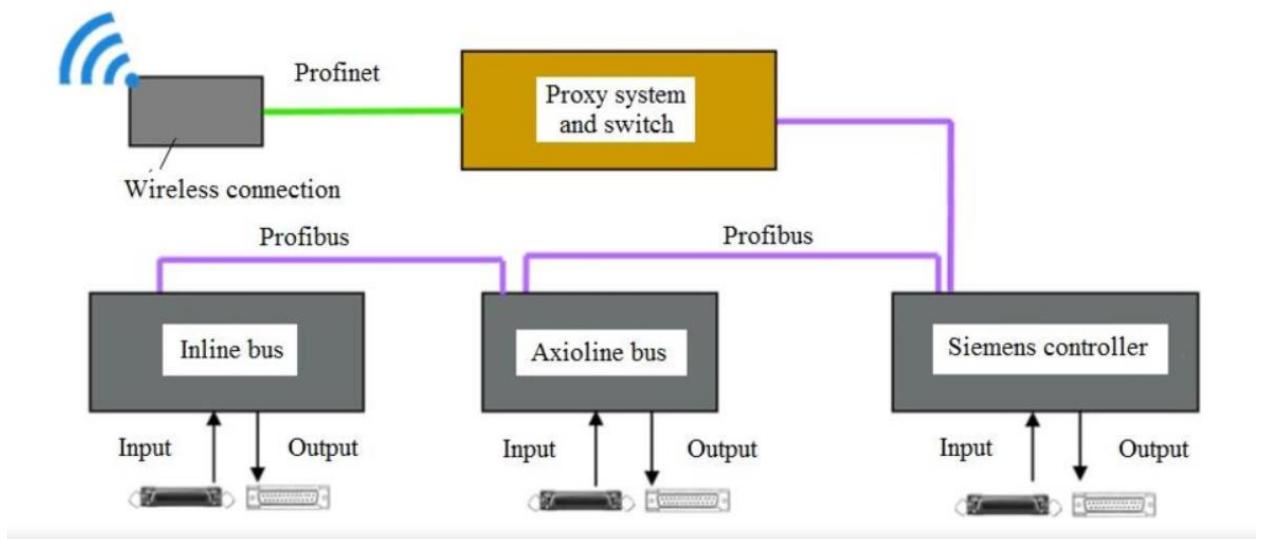 Profinet
Proxy system
and switch
Wireless connection
Profibus
Profibus
Inline bus
Axioline bus
Siemens controller
Input
Output
Input
Output
Input
Output